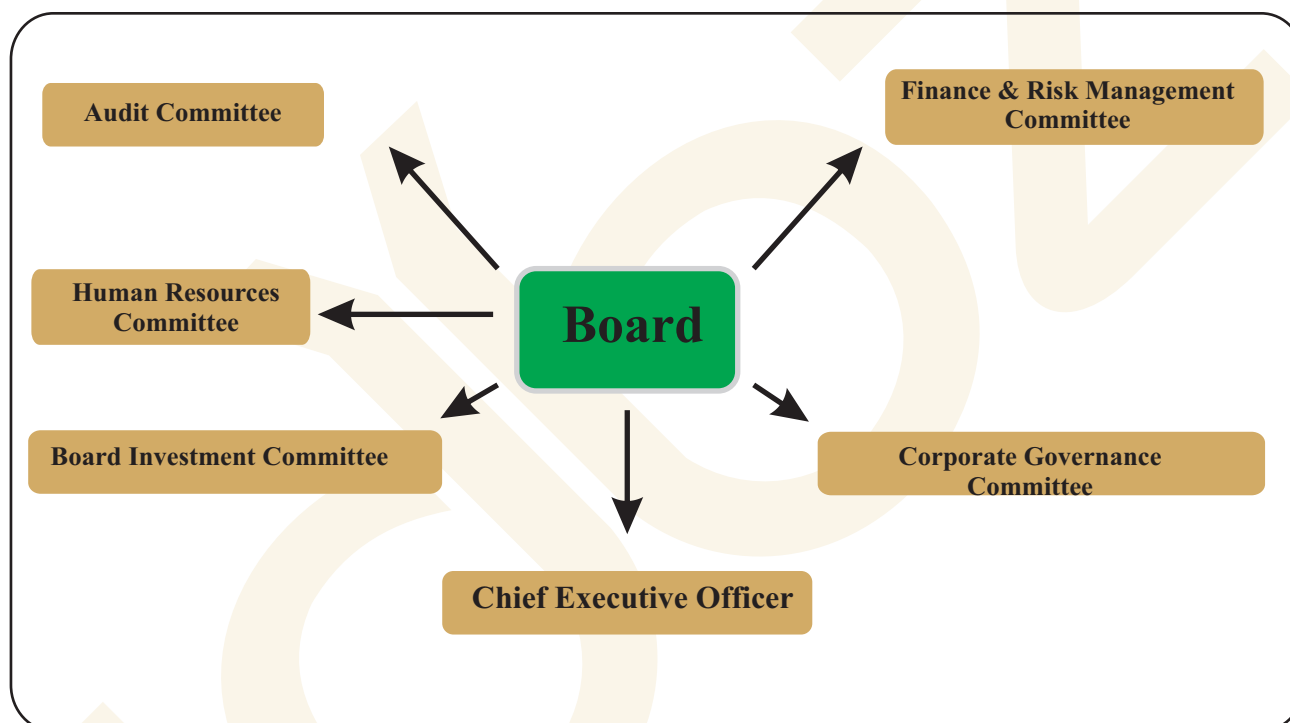 Audit Committee
Finance & Risk Management
Committee
Human Resources
Committee
Board
Board Investment Committee
Corporate Governance
Committee
Chief Executive Officer